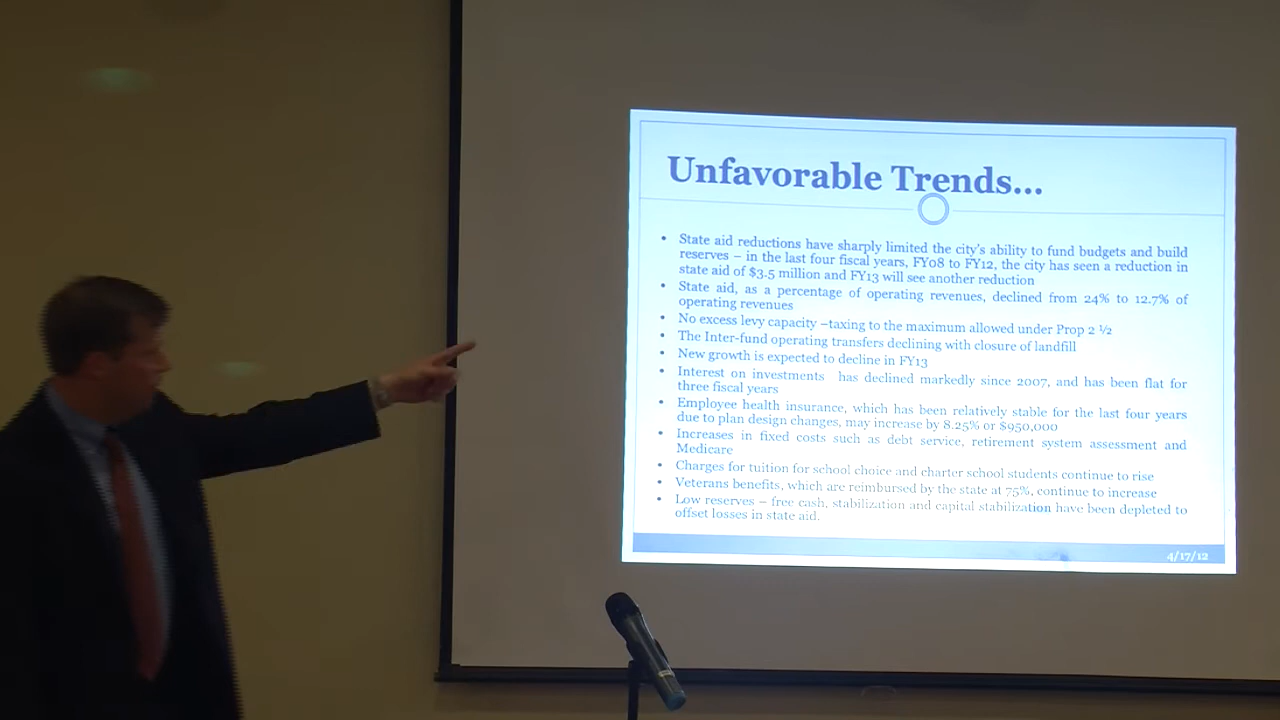 Unfavorable Trends...
• State aid reductions have sharply limited the city's ability to fund budgets and build
reserves – in the last four fiscal years, FY08 to FY12, the city has seen a reduction in
state aid of $3.5 million and FY13 will see another reduction
• State aid, as a percentage of operating revenues, declined from 24% to 12.7% of
operating revenues
• No excess levy capacity –taxing to the maximum allowed under Prop 2 ½
• The Inter-fund operating transfers declining with closure of landfill
• New growth is expected to decline in FY13
• Interest on investments has declined markedly since 2007, and has been flat for
three fiscal years
• Employee health insurance, which has been relatively stable for the last four years
due to plan design changes, may increase by 8.25% or $950,000
• Increases in fixed costs such as debt service, retirement system assessment and
Medicare
• Charges for tuition for school choice and charter school students continue to rise
• Veterans benefits, which are reimbursed by the state at 75%, continue to increase
• Low reserves – free cash, stabilization and capital stabilization have been depleted to
offset losses in state aid.
4/17/12